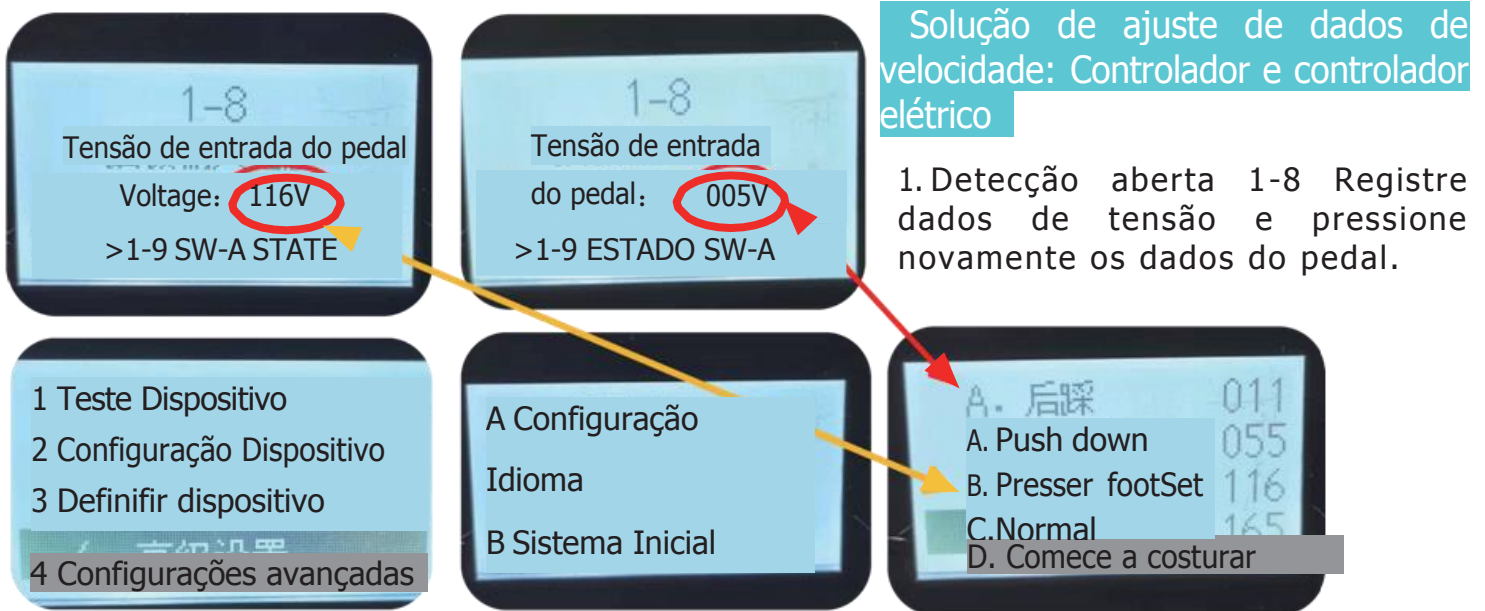 1-8
Tensão de entrada do pedal
Voltage: 116V
>1-9 SW-A STATE
1-8
Tensão de entrada
do pedal: 005V
>1-9 ESTADO SW-A
Solução de ajuste de dados de
velocidade: Controlador e controlador
elétrico
1. Detecção aberta 1-8 Registre
dados de tensão e pressione
novamente os dados do pedal.
1 Teste Dispositivo
2 Configuração Dispositivo
3 Definifir dispositivo
4 Configurações avançadas
A Configuração
Idioma
B Sistema Inicial
A. 后踩 011
A. Push down 055
B. Presser footSet 116
C.Normal 165
D. Comece a costurar